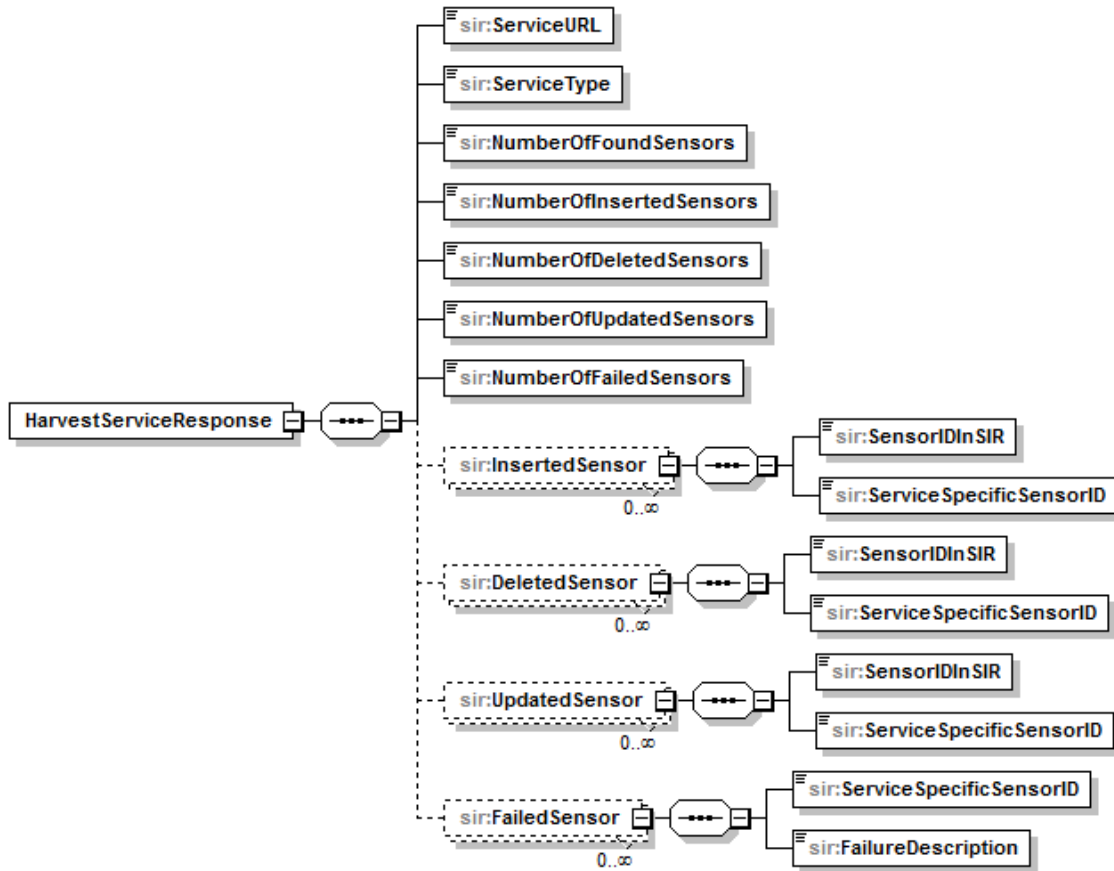 sir:ServiceURL
sir:ServiceType
sir:NumberOfFoundSensors
sir:NumberOfInsertedSensors
sir:NumberOfDeletedSensors
sir:NumberOfUpdatedSensors
sir:NumberOfFailedSensors
HarvestServiceResponse
sir:InsertedSensor
0..∞
sir:SensorIDInSIR
sir:ServiceSpecificSensorID
sir:DeletedSensor
0..∞
sir:SensorIDInSIR
sir:ServiceSpecificSensorID
sir:UpdatedSensor
0..∞
sir:SensorIDInSIR
sir:ServiceSpecificSensorID
sir:FailedSensor
0..∞
sir:ServiceSpecificSensorID
sir:FailureDescription